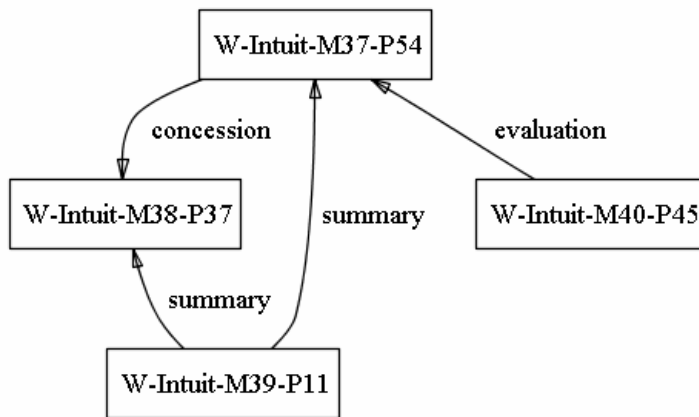 W-Intuit-M37-P54
concession
evaluation
W-Intuit-M38-P37
summary
W-Intuit-M40-P45
summary
W-Intuit-M39-P11